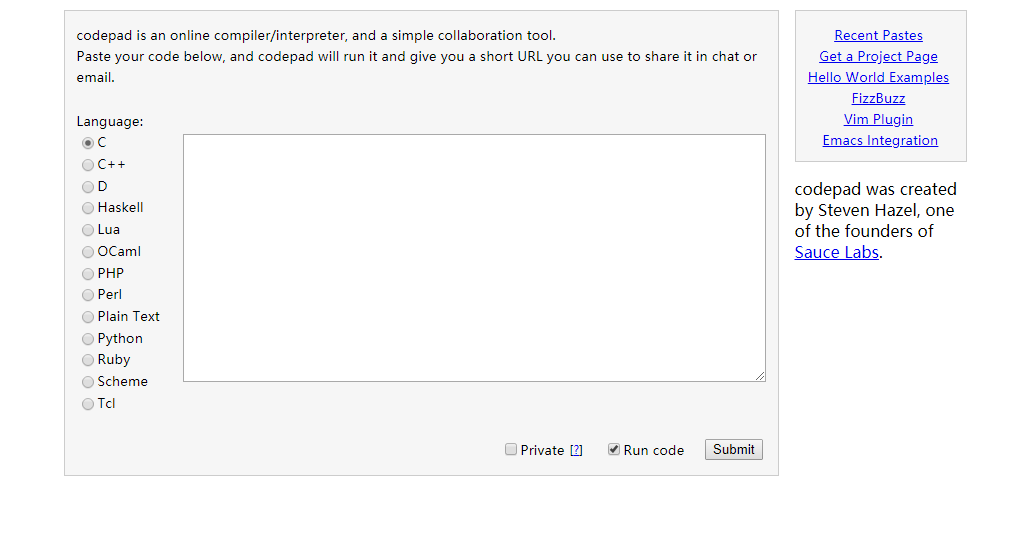 codepad is an online compiler/interpreter, and a simple collaboration tool.
Paste your code below, and codepad will run it and give you a short URL you can use to share it in chat or
email.
Language:
C
C++
D
Haskell
Lua
OCaml
PHP
Perl
Plain Text
Python
Ruby
Scheme
Tcl
Private [?] Run code Submit
Recent Pastes
Get a Project Page
Hello World Examples
FizzBuzz
Vim Plugin
Emacs Integration
codepad was created
by Steven Hazel, one
of the founders of
Sauce Labs.